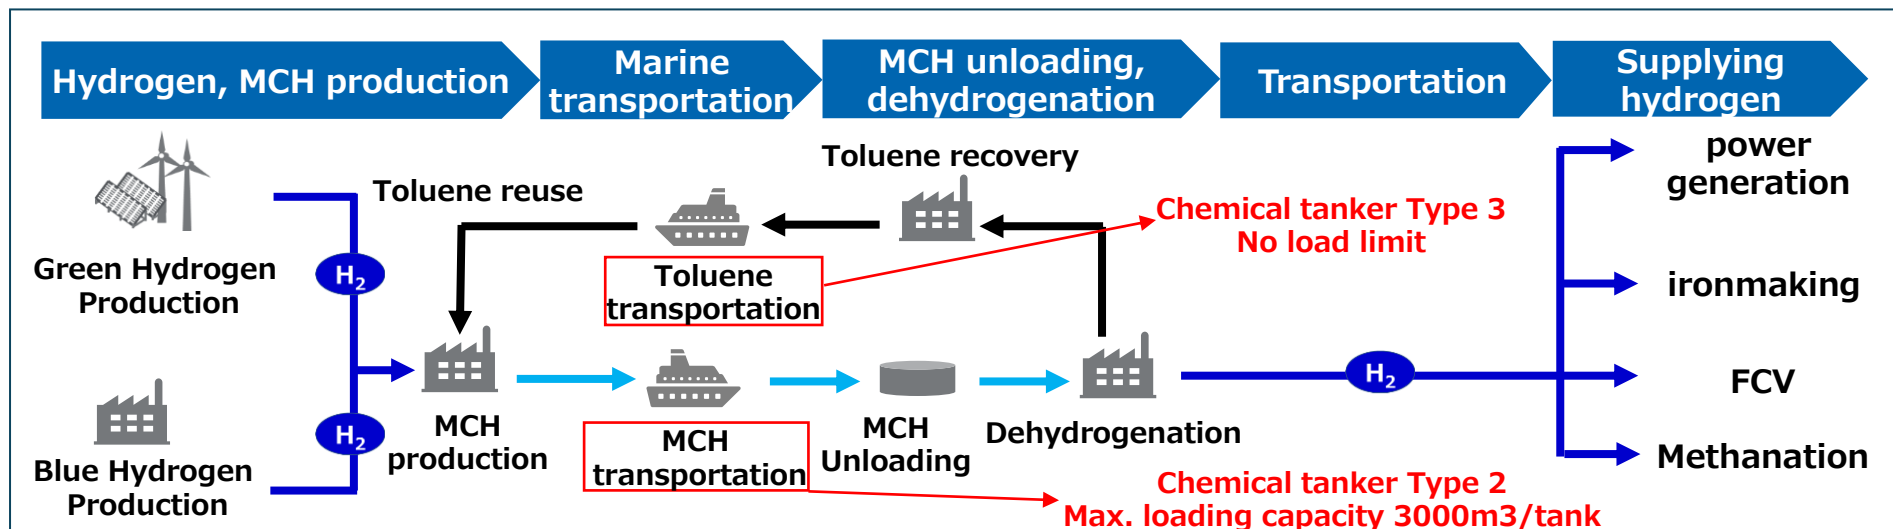 Hydrogen, MCH production
Marine
transportation
MCH unloading,
dehydrogenation
Transportation
Supplying
hydrogen
Toluene recovery
Toluene reuse
Chemical tanker Type 3
No load limit
power
generation
Green Hydrogen
Production
H2
Toluene
transportation
ironmaking
H2
FCV
Blue Hydrogen
Production
H2
MCH
production
MCH
transportation
MCH
Unloading
Dehydrogenation
Methanation
Chemical tanker Type 2
Max. loading capacity 3000m3/tank